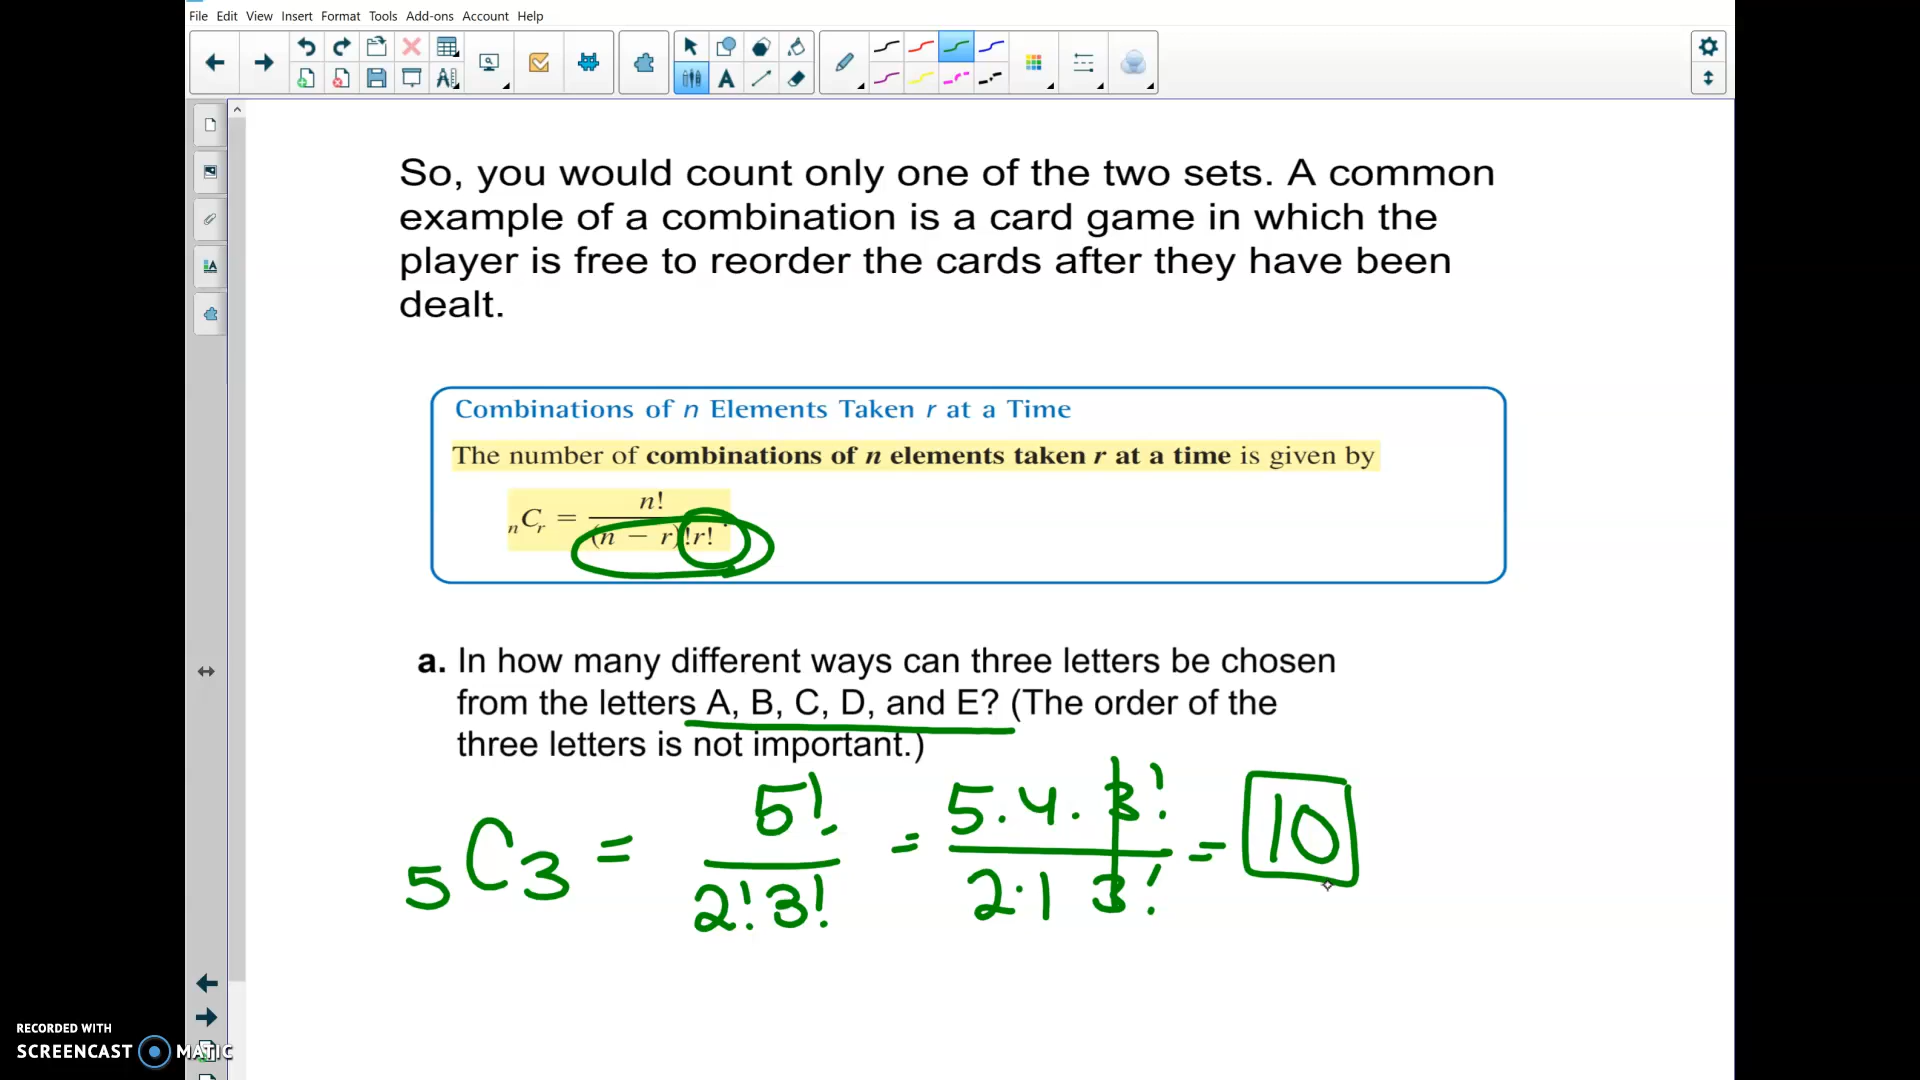 File Edit View Insert Format Tools Add-ons Account Help
So, you would count only one of the two sets. A common
example of a combination is a card game in which the
player is free to reorder the cards after they have been
dealt.
Combinations of n Elements Taken r at a Time
The number of combinations of n elements taken r at a time is given by
nCr = n! / (n − r)!r! .
a. In how many different ways can three letters be chosen
from the letters A, B, C, D, and E? (The order of the
three letters is not important.)
5C3 = 5! / 2!3! = 5·4·3! / 2·1 3! = 10
RECORDED WITH
SCREENCAST MATIC